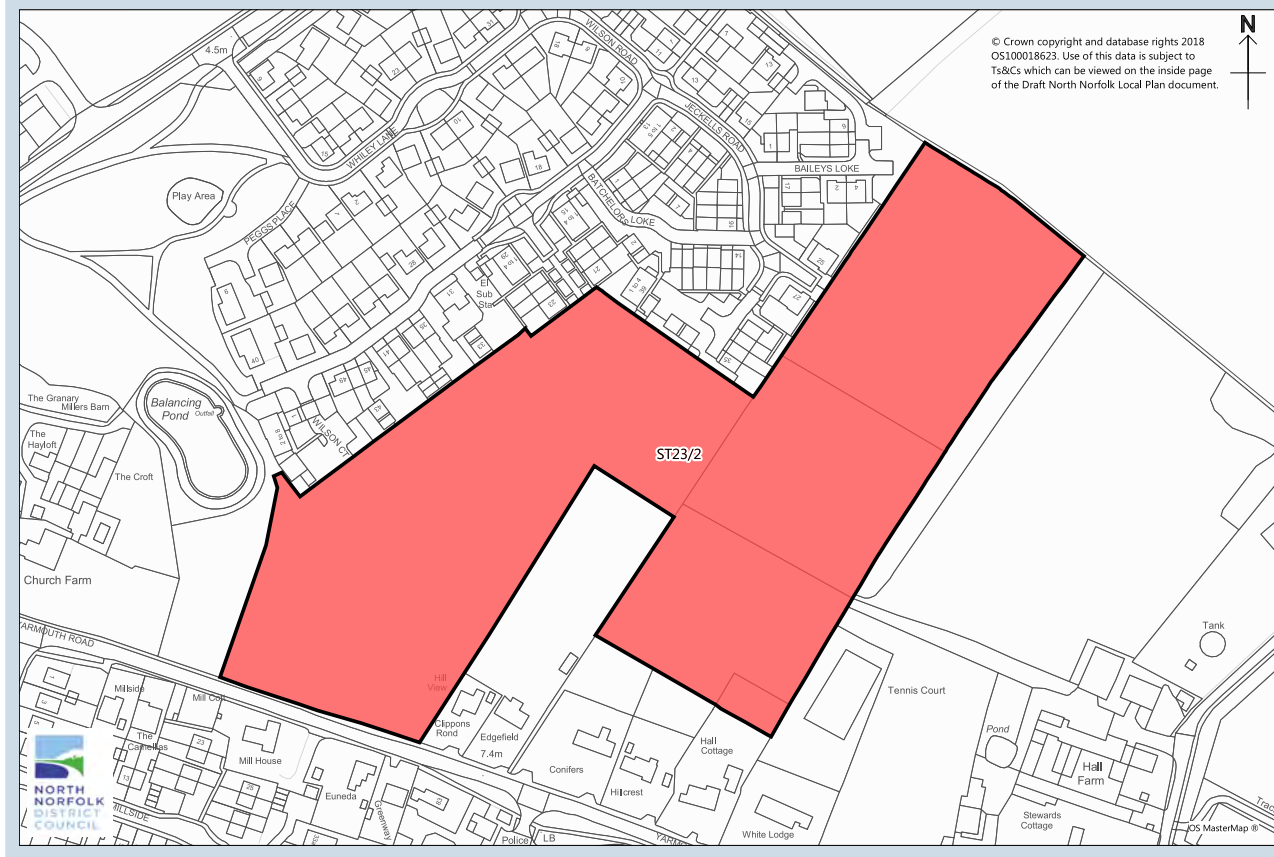 N
© Crown copyright and database rights 2018
OS100018623. Use of this data is subject to
Ts&Cs which can be viewed on the inside page
of the Draft North Norfolk Local Plan document.
4.5m
WILSON ROAD
JECKELLS ROAD
WHILEY LANE
BAILEYS LOKE
Play Area
BATCHELORS LOKE
PEGGS PLACE
El
Sub
Sta
Balancing
Pond
Outfall
The Granary
Millers Barn
The
Hayloft
The Croft
WILSON CT
ST23/2
Church Farm
YARMOUTH ROAD
Tank
Hill
View
Millside
Clippons
Rond
Edgefield
7.4m
The
Camellias
Mill House
Tennis Court
Pond
Hall
Cottage
Conifers
Hall
Farm
Hillcrest
Euneda
Greenway
Stewards
Cottage
MILLSIDE
Police
LB
White Lodge
OS MasterMap ®
NORTH
NORFOLK
DISTRICT
COUNCIL